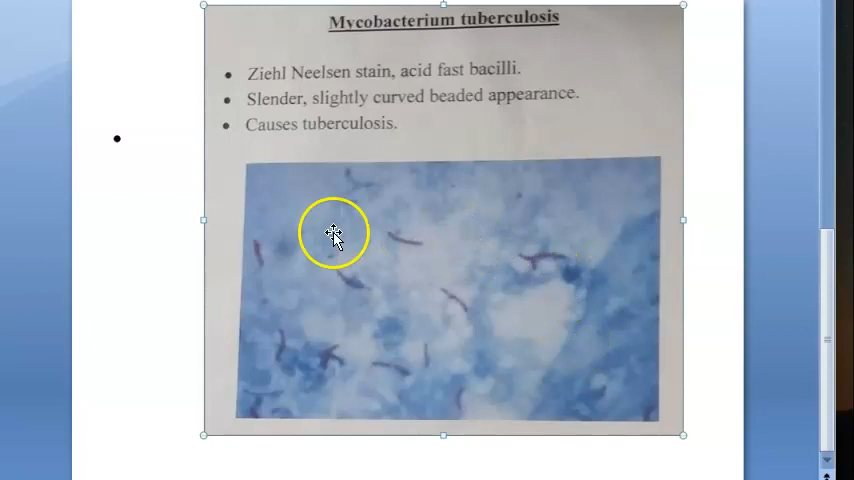 Mycobacterium tuberculosis
Ziehl Neelsen stain, acid fast bacilli.
Slender, slightly curved beaded appearance.
Causes tuberculosis.